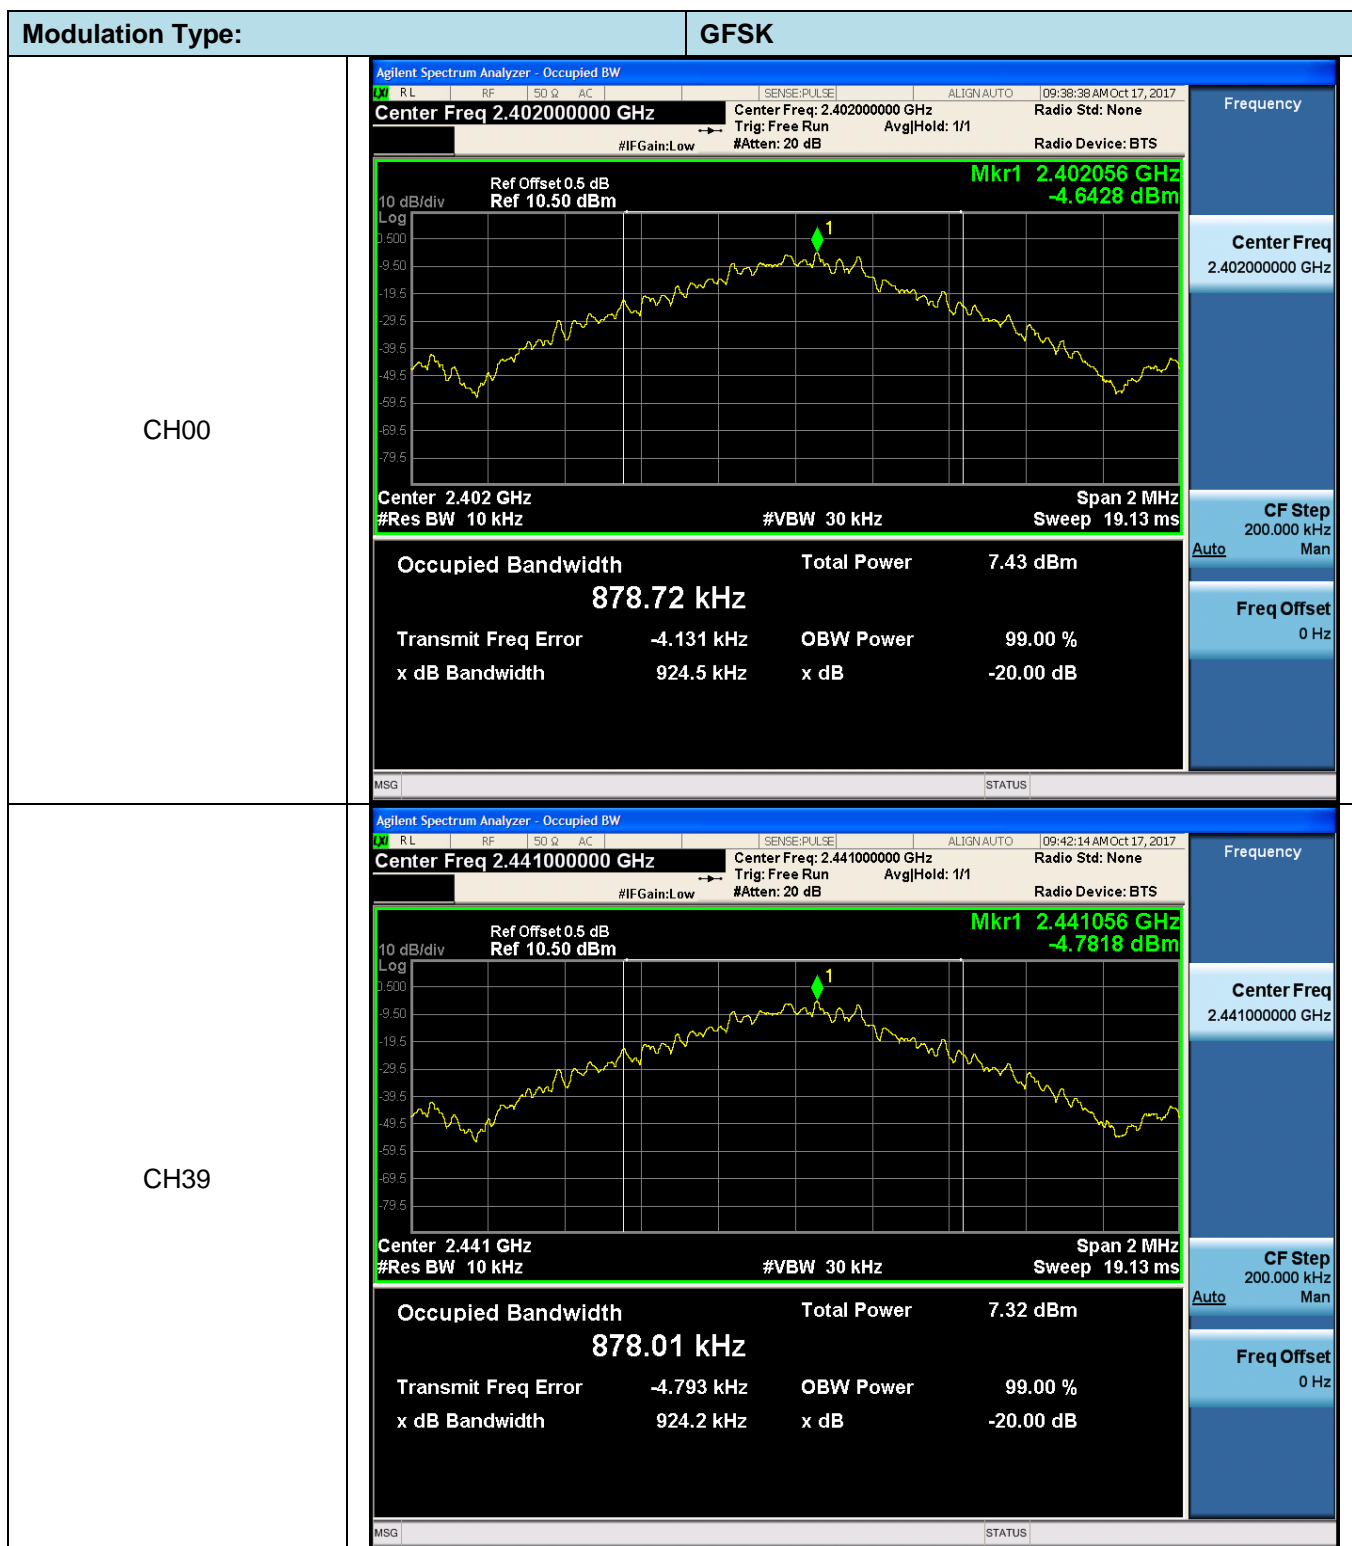 Modulation Type: GFSK
CH00
Agilent Spectrum Analyzer - Occupied BW
LXI RL RF 50 Ω AC SENSE:PULSE ALIGN AUTO 09:38:38 AM Oct 17, 2017
Center Freq 2.402000000 GHz
Center Freq: 2.402000000 GHz Radio Std: None
Trig: Free Run Avg|Hold: 1/1
#IFGain:Low #Atten: 20 dB Radio Device: BTS
Mkr1 2.402056 GHz
-4.6428 dBm
Ref Offset 0.5 dB
10 dB/div Ref 10.50 dBm
Log
0.500
-9.50
-19.5
-29.5
-39.5
-49.5
-59.5
-69.5
-79.5
1
Center 2.402 GHz Span 2 MHz
#Res BW 10 kHz #VBW 30 kHz Sweep 19.13 ms
Occupied Bandwidth Total Power 7.43 dBm
878.72 kHz
Transmit Freq Error -4.131 kHz OBW Power 99.00 %
x dB Bandwidth 924.5 kHz x dB -20.00 dB
MSG STATUS
Frequency
Center Freq
2.402000000 GHz
CF Step
200.000 kHz
Auto Man
Freq Offset
0 Hz
CH39
Agilent Spectrum Analyzer - Occupied BW
LXI RL RF 50 Ω AC SENSE:PULSE ALIGN AUTO 09:42:14 AM Oct 17, 2017
Center Freq 2.441000000 GHz
Center Freq: 2.441000000 GHz Radio Std: None
Trig: Free Run Avg|Hold: 1/1
#IFGain:Low #Atten: 20 dB Radio Device: BTS
Mkr1 2.441056 GHz
-4.7818 dBm
Ref Offset 0.5 dB
10 dB/div Ref 10.50 dBm
Log
0.500
-9.50
-19.5
-29.5
-39.5
-49.5
-59.5
-69.5
-79.5
1
Center 2.441 GHz Span 2 MHz
#Res BW 10 kHz #VBW 30 kHz Sweep 19.13 ms
Occupied Bandwidth Total Power 7.32 dBm
878.01 kHz
Transmit Freq Error -4.793 kHz OBW Power 99.00 %
x dB Bandwidth 924.2 kHz x dB -20.00 dB
MSG STATUS
Frequency
Center Freq
2.441000000 GHz
CF Step
200.000 kHz
Auto Man
Freq Offset
0 Hz